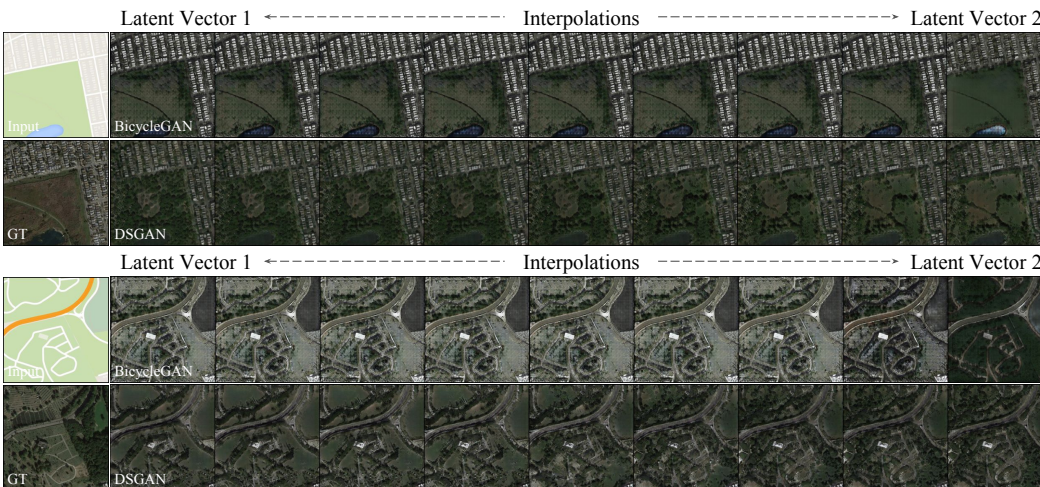 Latent Vector 1 Interpolations Latent Vector 2
Input BicycleGAN
GT DSGAN
Latent Vector 1 Interpolations Latent Vector 2
Input BicycleGAN
GT DSGAN